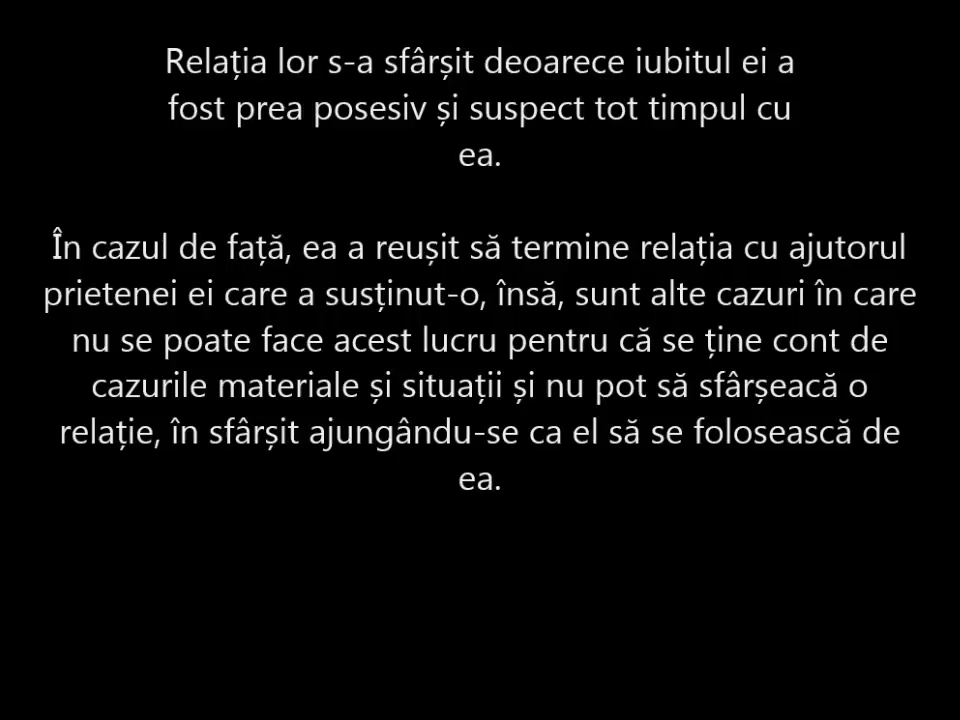 Relația lor s-a sfârșit deoarece iubitul ei a
fost prea posesiv și suspect tot timpul cu
ea.
În cazul de față, ea a reușit să termine relația cu ajutorul
prietenei ei care a susținut-o, însă, sunt alte cazuri în care
nu se poate face acest lucru pentru că se ține cont de
cazurile materiale și situații și nu pot să sfârșeacă o
relație, în sfârșit ajungându-se ca el să se folosească de
ea.